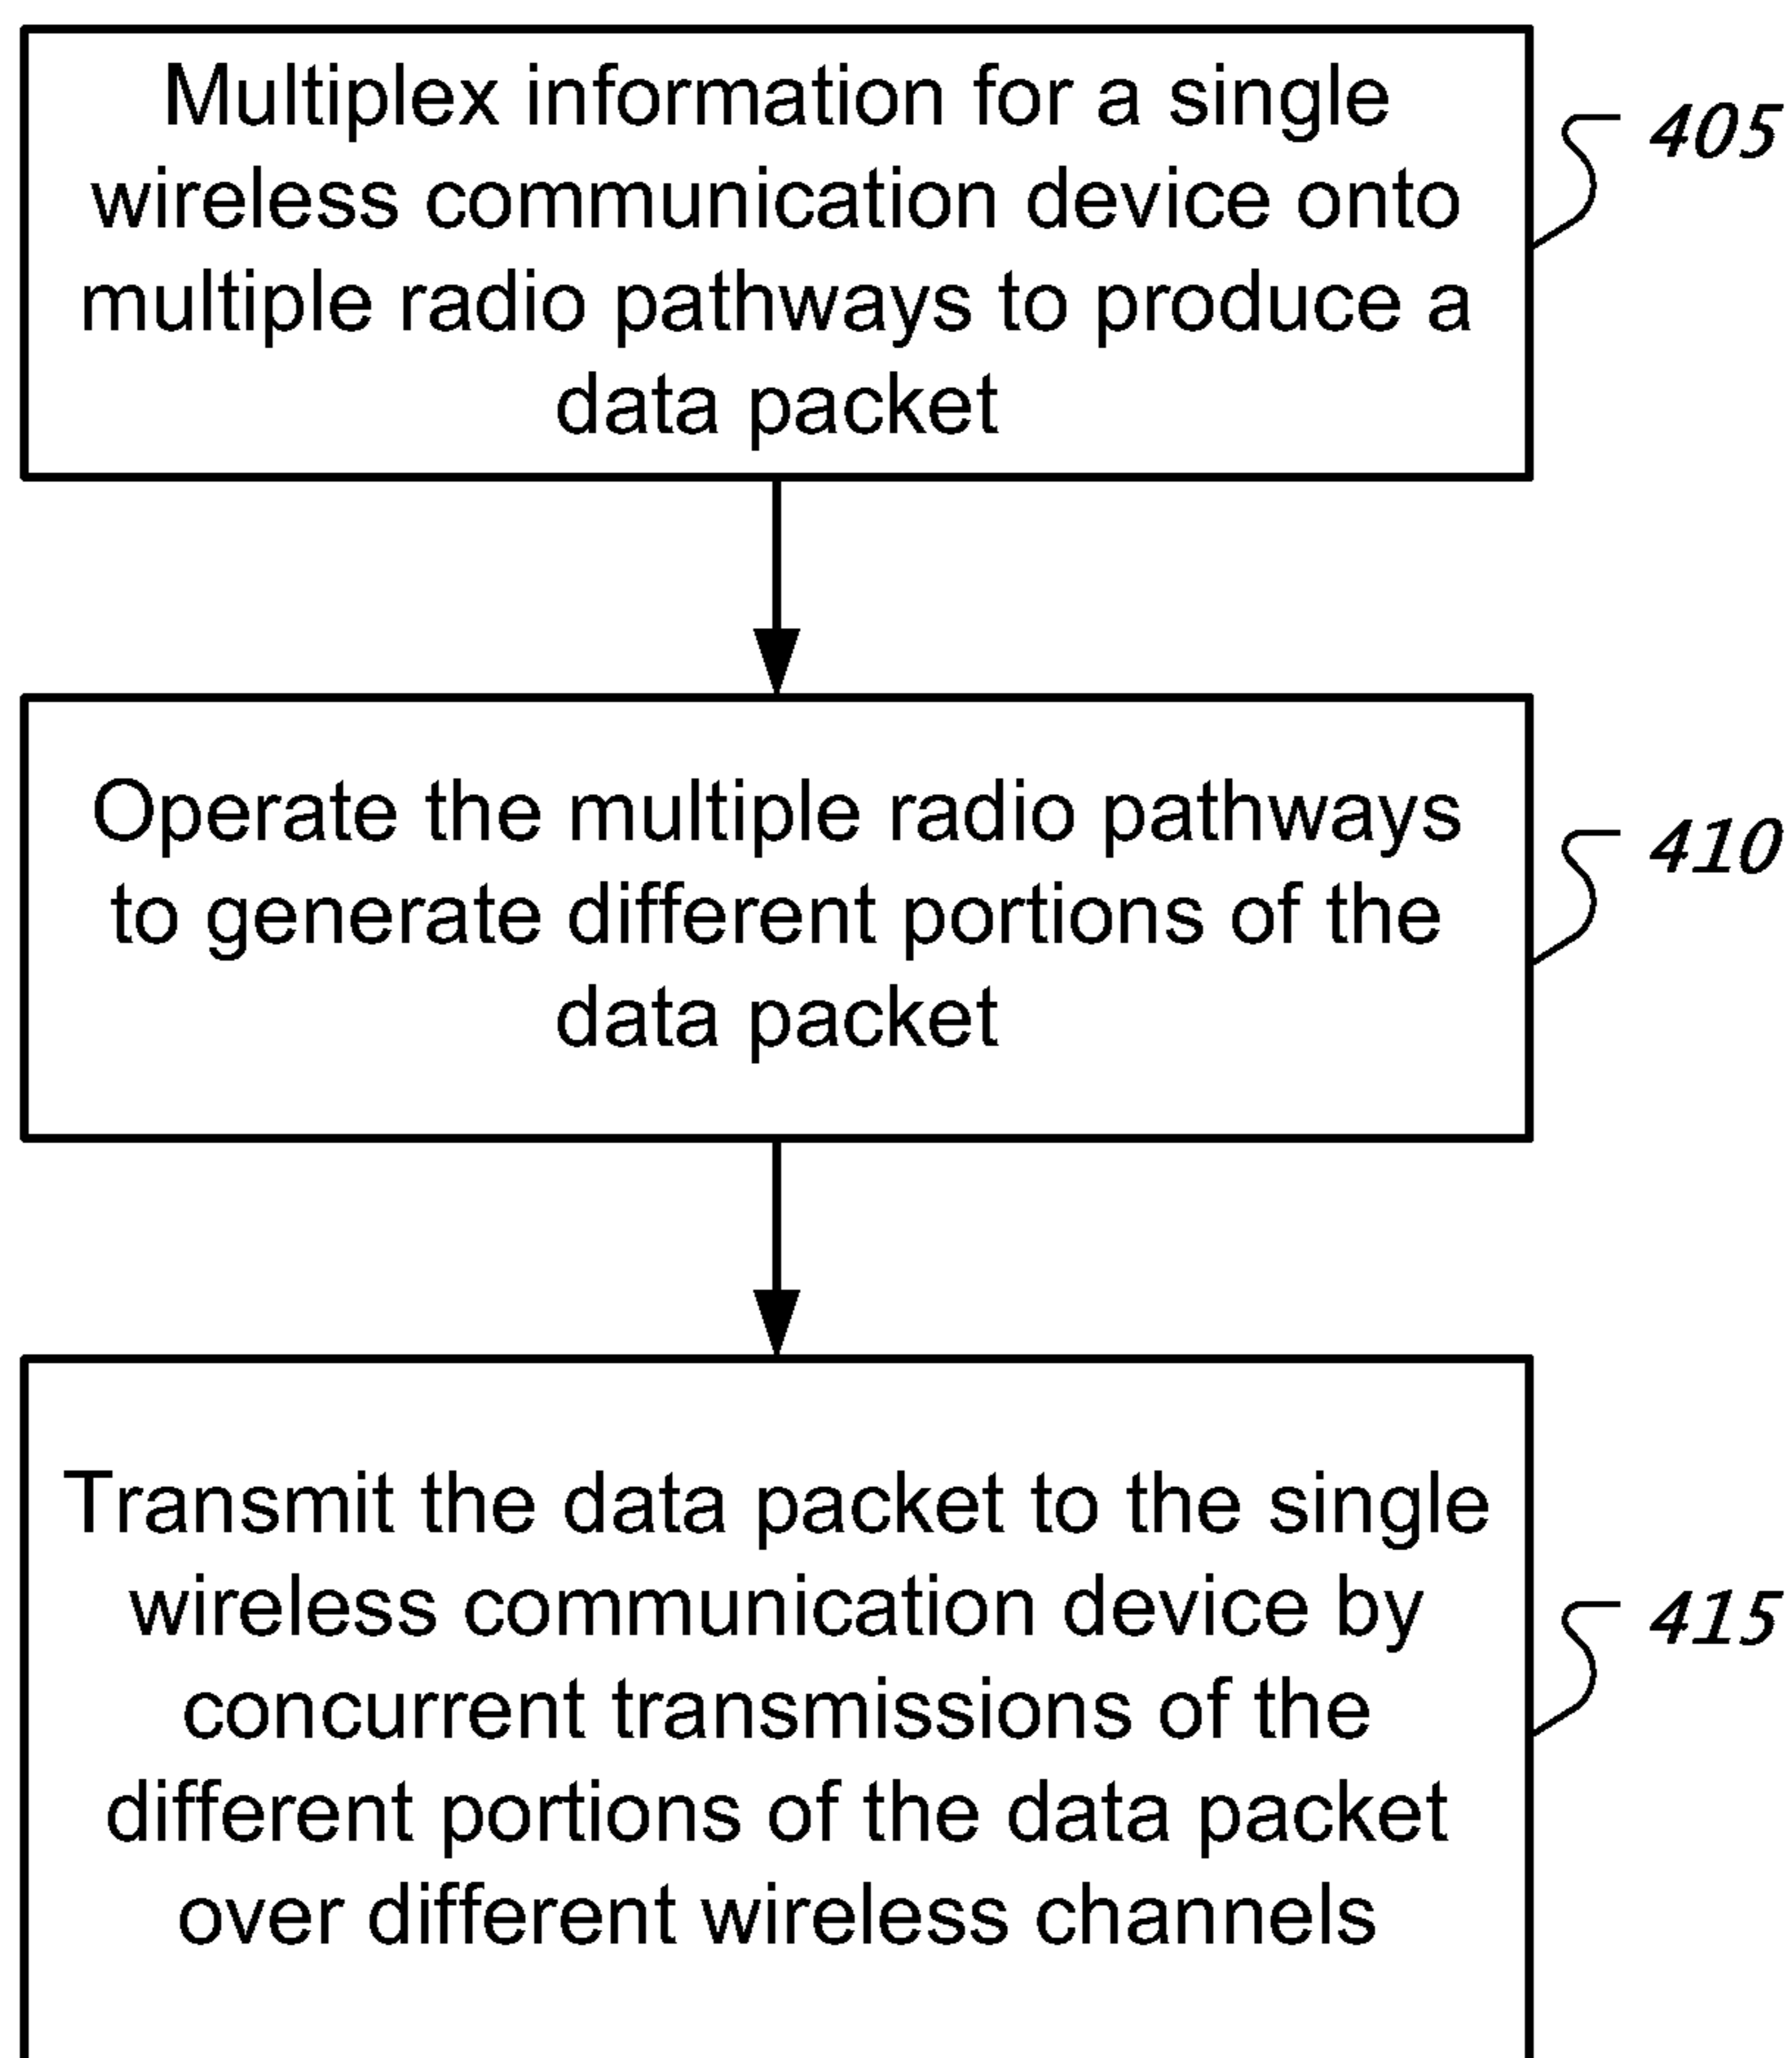 Multiplex information for a single
wireless communication device onto
multiple radio pathways to produce a
data packet
405
Operate the multiple radio pathways
to generate different portions of the
data packet
410
Transmit the data packet to the single
wireless communication device by
concurrent transmissions of the
different portions of the data packet
over different wireless channels
415